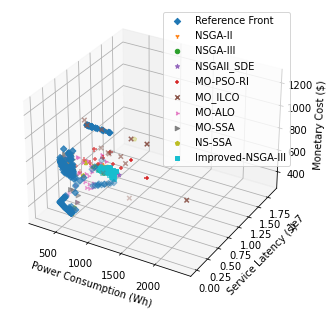 Reference Front
NSGA-II
NSGA-III
NSGAII_SDE
MO-PSO-RI
MO_ILCO
MO-ALO
MO-SSA
NS-SSA
Improved-NSGA-III
1200
1000
800
600
400
Monetary Cost ($)
1.75
1.50
1.25
1.00
0.75
0.50
0.25
0.00
Service Latency (s)
500
1000
1500
2000
Power Consumption (Wh)